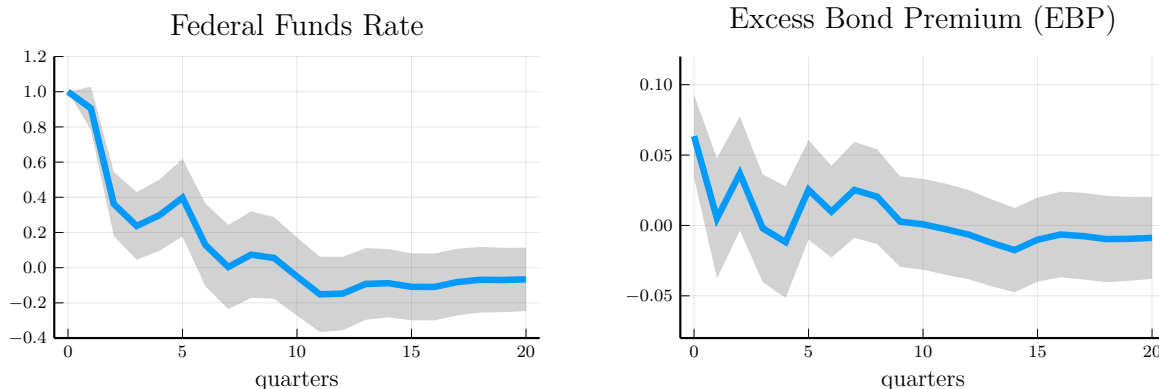 Federal Funds Rate
1.2
1.0
0.8
0.6
0.4
0.2
0.0
−0.2
−0.4
0 5 10 15 20
quarters
Excess Bond Premium (EBP)
0.10
0.05
0.00
−0.05
0 5 10 15 20
quarters